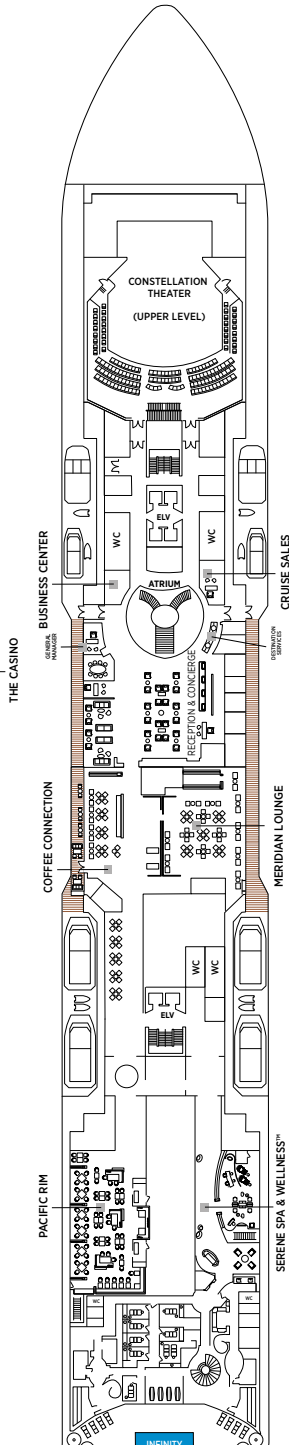 CONSTELLATION
THEATER
(UPPER LEVEL)
ELV
WC
WC
BUSINESS CENTER
ATRIUM
CRUISE SALES
GENERAL
MANAGER
DESTINATION
SERVICES
THE CASINO
RECEPTION & CONCIERGE
COFFEE CONNECTION
MERIDIAN LOUNGE
WC
WC
ELV
PACIFIC RIM
SERENE SPA & WELLNESS™
WC
WC
INFINITY